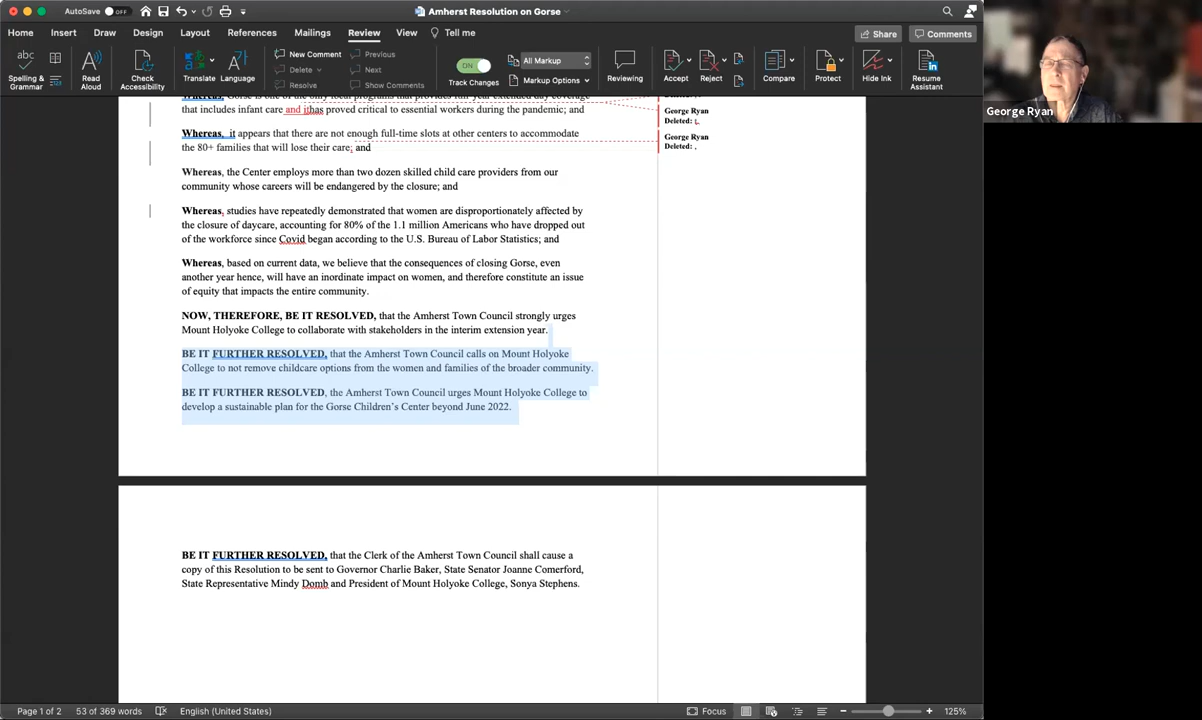 AutoSave OFF
Amherst Resolution on Gorse
Home Insert Draw Design Layout References Mailings Review View Tell me
Share Comments
abc
Spelling & Grammar
Read Aloud
Check Accessibility
Translate
Language
New Comment
Delete
Resolve
Previous
Next
Show Comments
ON
Track Changes
All Markup
Markup Options
Reviewing
Accept
Reject
Compare
Protect
Hide Ink
Resume Assistant
that includes infant care and ithas proved critical to essential workers during the pandemic; and
Whereas, it appears that there are not enough full-time slots at other centers to accommodate
the 80+ families that will lose their care; and
Whereas, the Center employs more than two dozen skilled child care providers from our
community whose careers will be endangered by the closure; and
Whereas, studies have repeatedly demonstrated that women are disproportionately affected by
the closure of daycare, accounting for 80% of the 1.1 million Americans who have dropped out
of the workforce since Covid began according to the U.S. Bureau of Labor Statistics; and
Whereas, based on current data, we believe that the consequences of closing Gorse, even
another year hence, will have an inordinate impact on women, and therefore constitute an issue
of equity that impacts the entire community.
NOW, THEREFORE, BE IT RESOLVED, that the Amherst Town Council strongly urges
Mount Holyoke College to collaborate with stakeholders in the interim extension year.
BE IT FURTHER RESOLVED, that the Amherst Town Council calls on Mount Holyoke
College to not remove childcare options from the women and families of the broader community.
BE IT FURTHER RESOLVED, the Amherst Town Council urges Mount Holyoke College to
develop a sustainable plan for the Gorse Children's Center beyond June 2022.
BE IT FURTHER RESOLVED, that the Clerk of the Amherst Town Council shall cause a
copy of this Resolution to be sent to Governor Charlie Baker, State Senator Joanne Comerford,
State Representative Mindy Domb and President of Mount Holyoke College, Sonya Stephens.
George Ryan
Deleted: t
George Ryan
Deleted: ,
George Ryan
Page 1 of 2 53 of 369 words English (United States)
Focus
125%